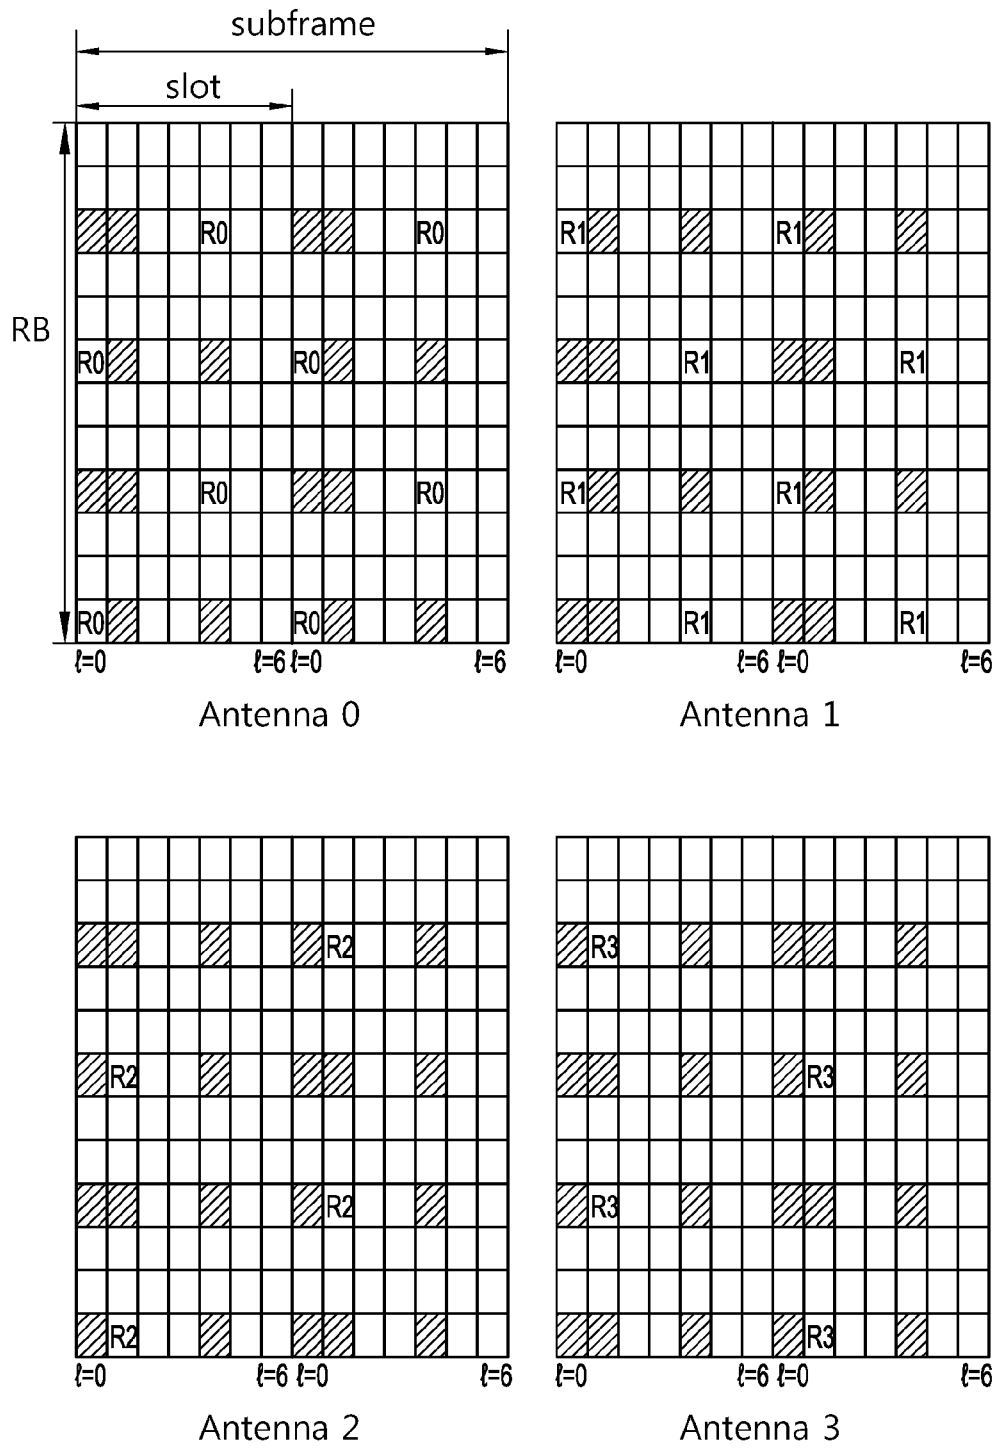 subframe
slot
R0 R0 R1 R1
RB
R0 R0 R1 R1
R0 R0 R1 R1
R0 R0 R1 R1
ℓ=0 ℓ=6 ℓ=0 ℓ=6 ℓ=0 ℓ=6 ℓ=0 ℓ=6
Antenna 0 Antenna 1
R2 R3
R2 R3
R2 R3
R2 R3
ℓ=0 ℓ=6 ℓ=0 ℓ=6 ℓ=0 ℓ=6 ℓ=0 ℓ=6
Antenna 2 Antenna 3